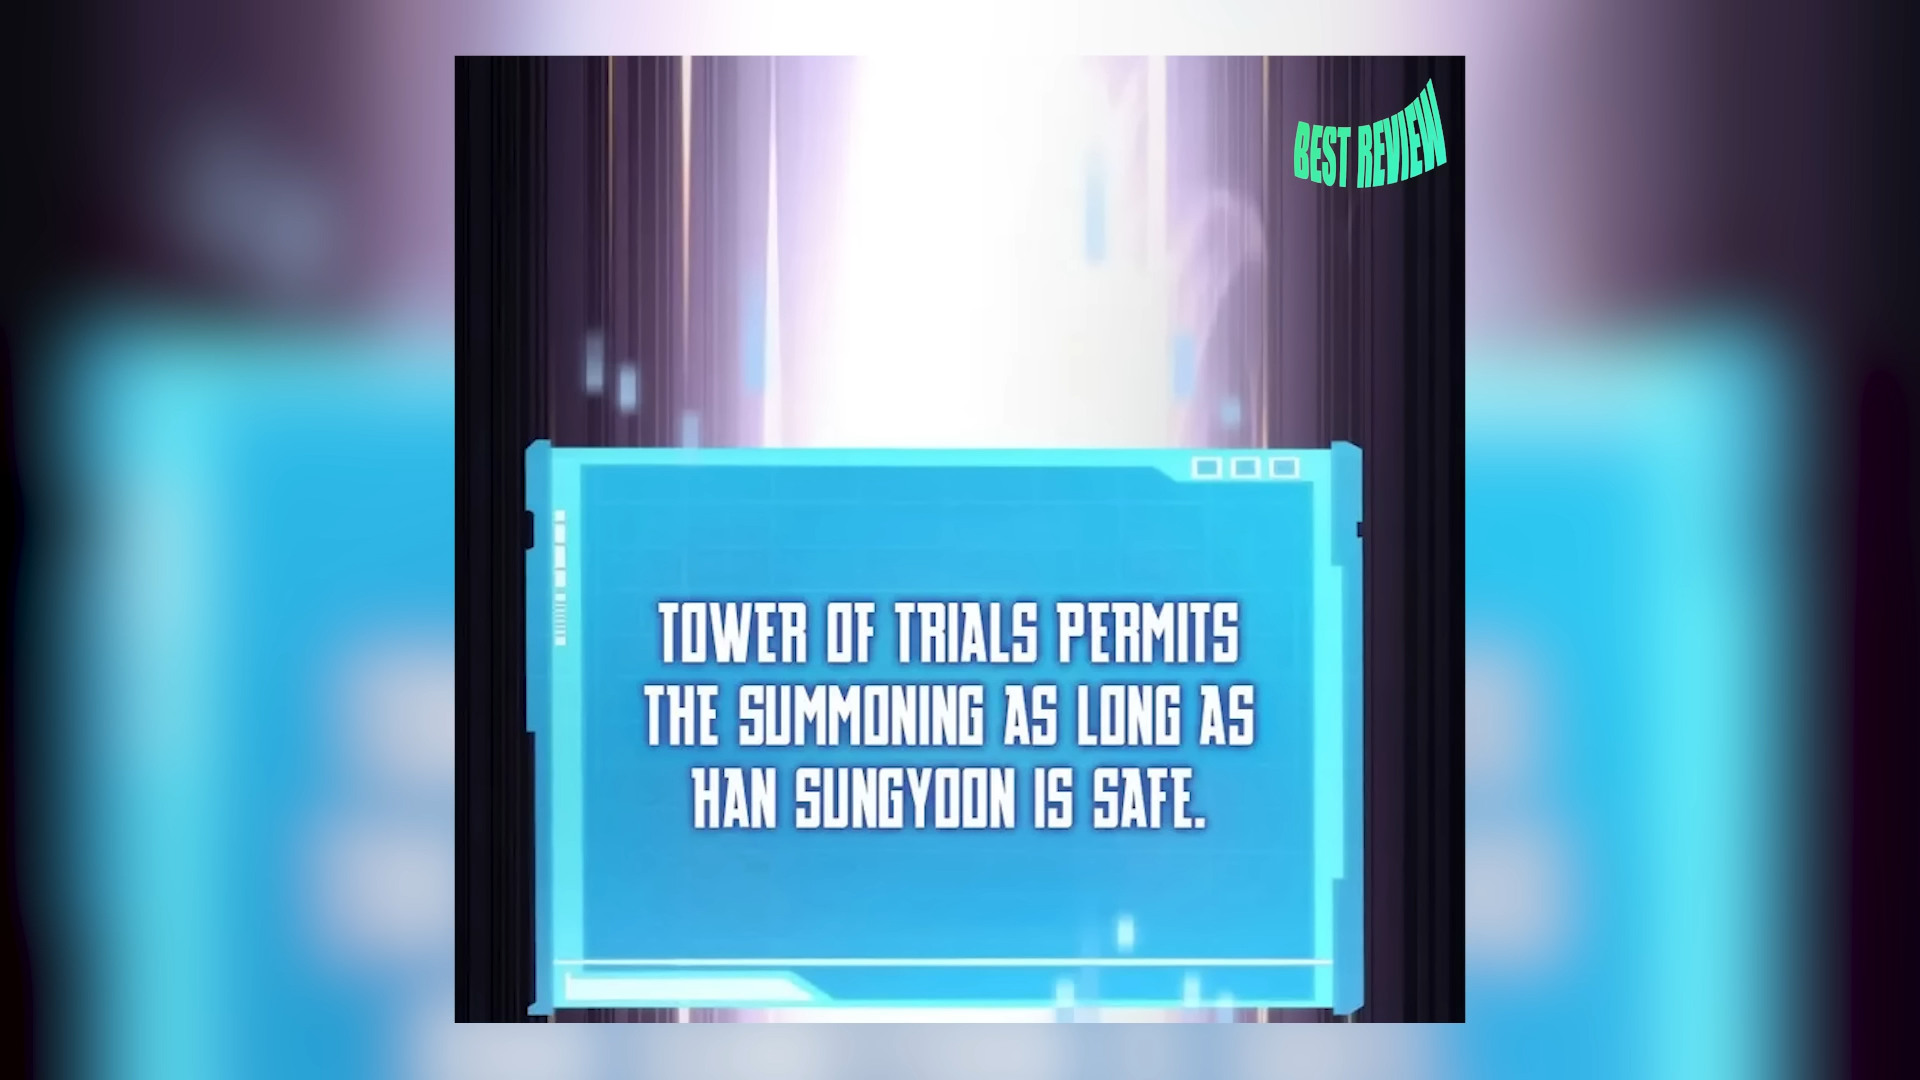 BEST REVIEW
TOWER OF TRIALS PERMITS
THE SUMMONING AS LONG AS
HAN SUNGYOON IS SAFE.